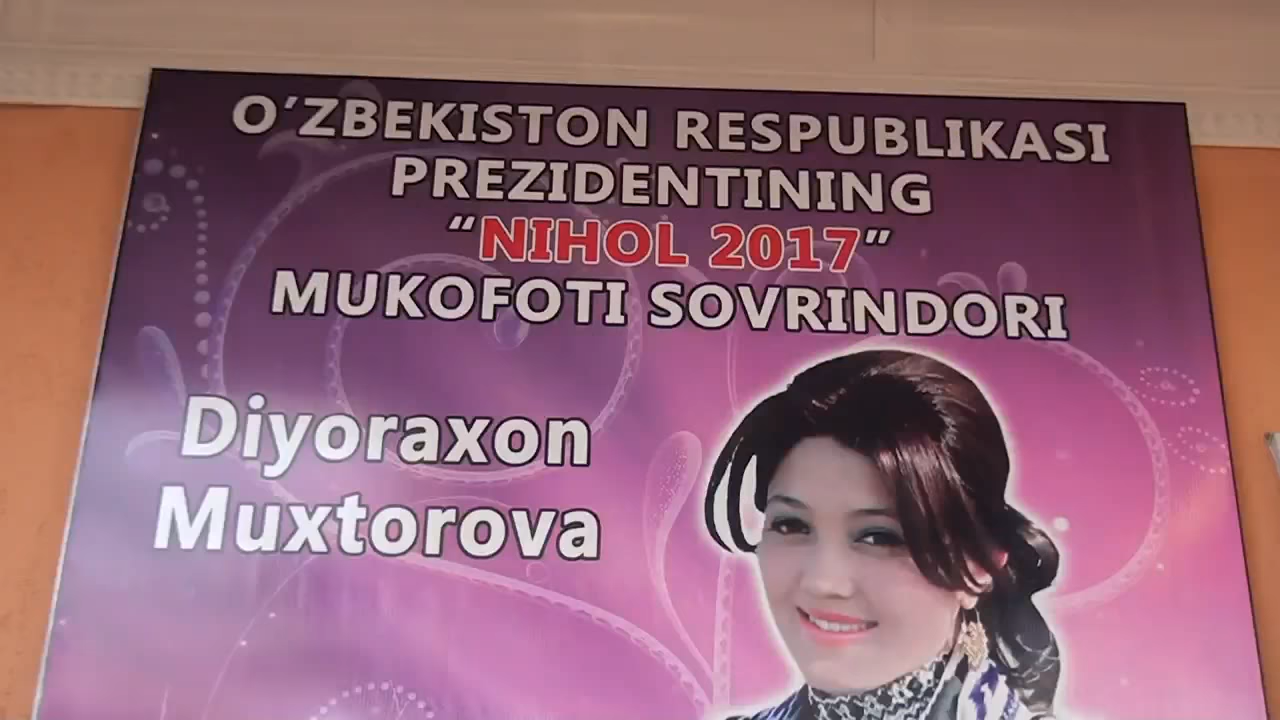 O'ZBEKISTON RESPUBLIKASI
PREZIDENTINING
“NIHOL 2017”
MUKOFOTI SOVRINDORI
Diyoraxon
Muxtorova